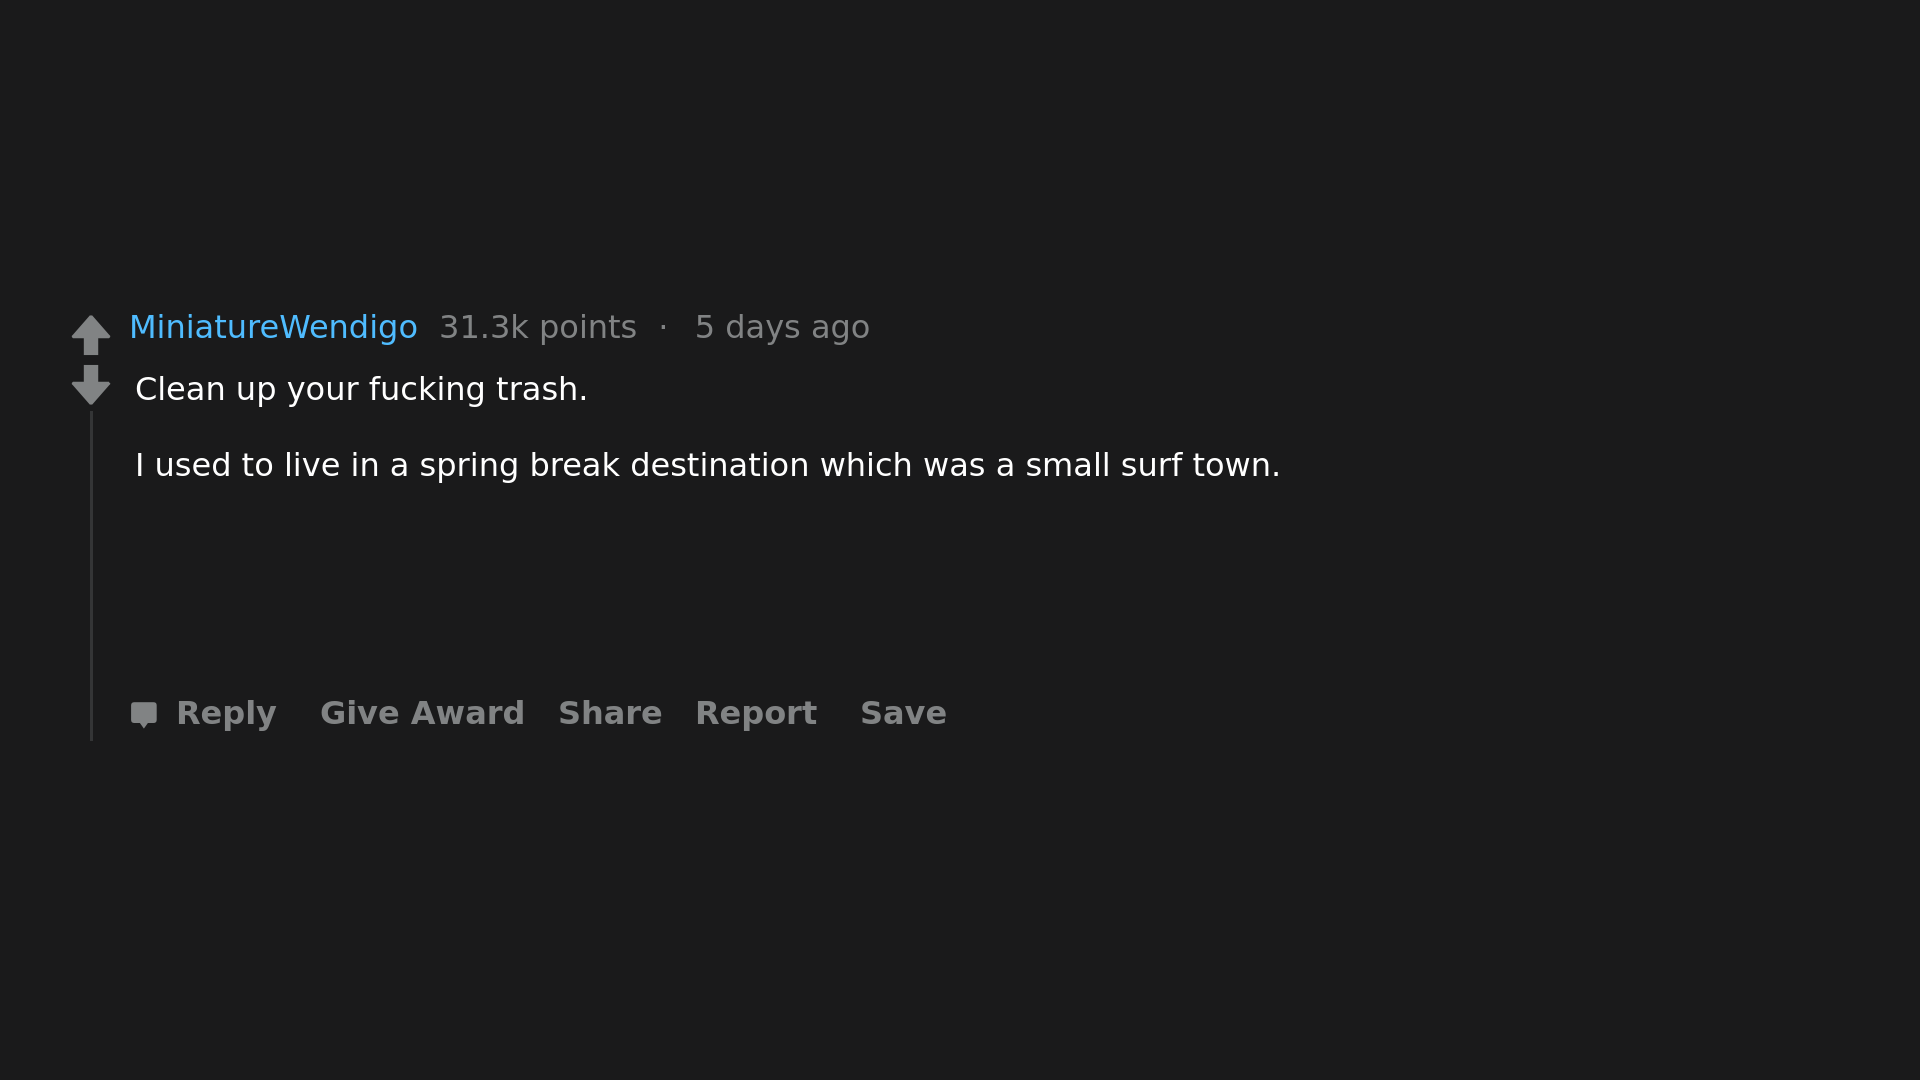 MiniatureWendigo 31.3k points · 5 days ago
Clean up your fucking trash.
I used to live in a spring break destination which was a small surf town.
Reply Give Award Share Report Save